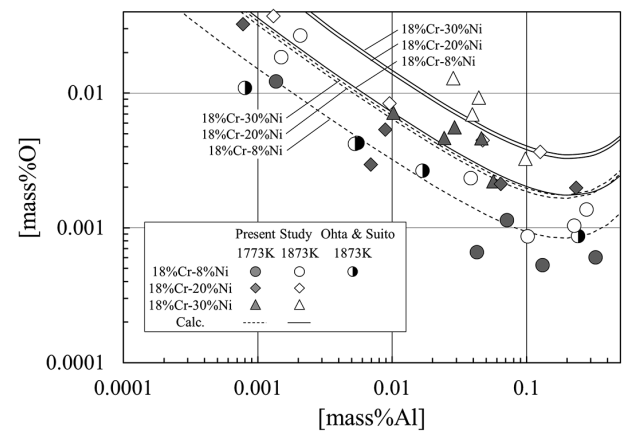 18%Cr-30%Ni
18%Cr-20%Ni
18%Cr-8%Ni
0.01
18%Cr-30%Ni
18%Cr-20%Ni
18%Cr-8%Ni
[mass%O]
0.001
Present Study Ohta & Suito
1773K 1873K 1873K
18%Cr-8%Ni
18%Cr-20%Ni
18%Cr-30%Ni
Calc.
0.0001
0.0001 0.001 0.01 0.1
[mass%Al]